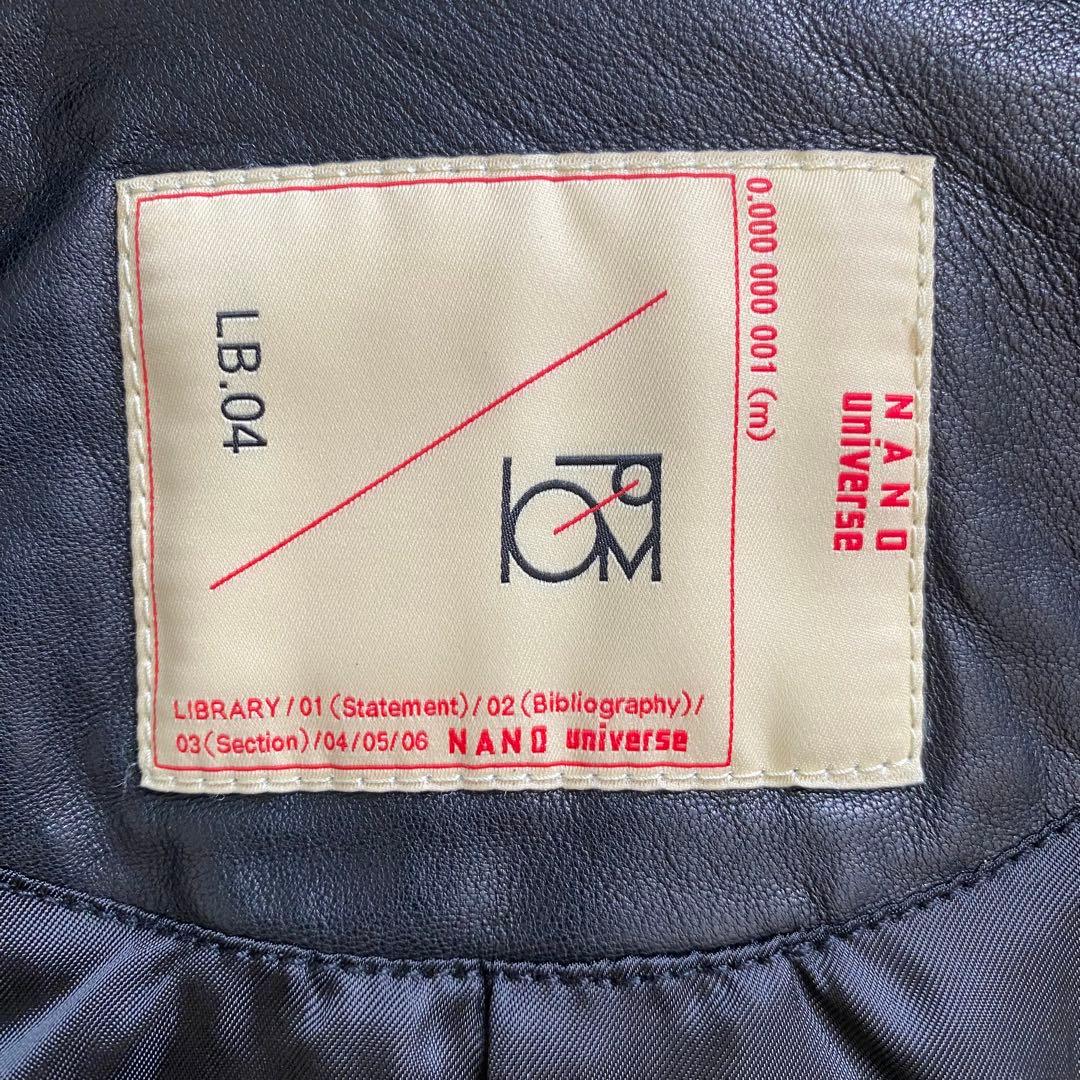 LB.04
0.000 000 001 (m)
NANO
universe
LIBRARY/01(Statement)/02(Bibliography)/
03(Section)/04/05/06 NANO universe